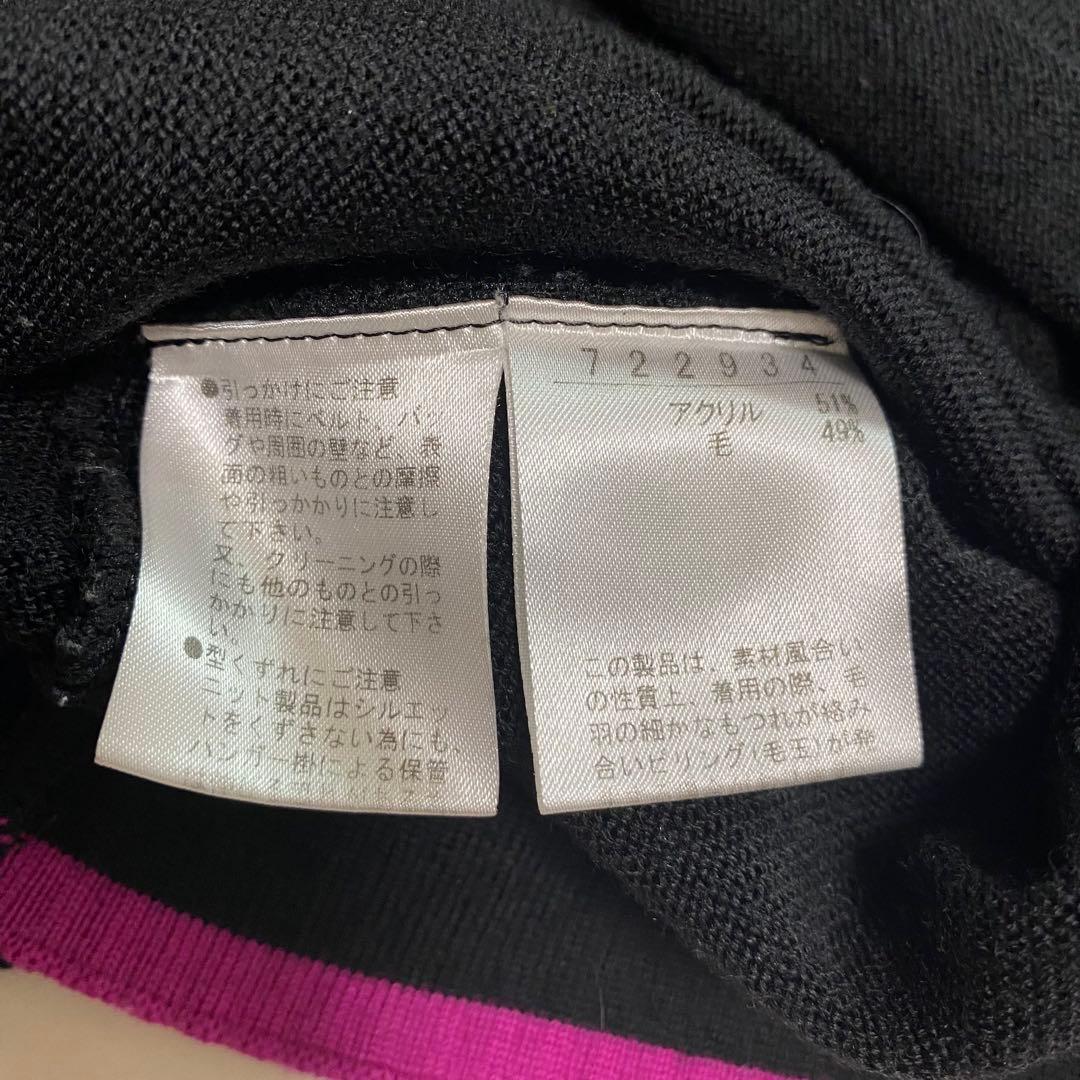 ●引っかけにご注意
着用時にベルト、バッ
グや周囲の壁など、表
面の粗いものとの摩擦
や引っかかりに注意し
て下さい。
又、クリーニングの際
にも他のものとの引っ
かかりに注意して下さ
い。
●型くずれにご注意
ニット製品はシルエッ
トをくずさない為にも、
ハンガー掛による保管
722934
アクリル 51%
毛 49%
この製品は、素材風合い
の性質上、着用の際、毛
羽の細かなもつれが絡み
合いピリング(毛玉)が発